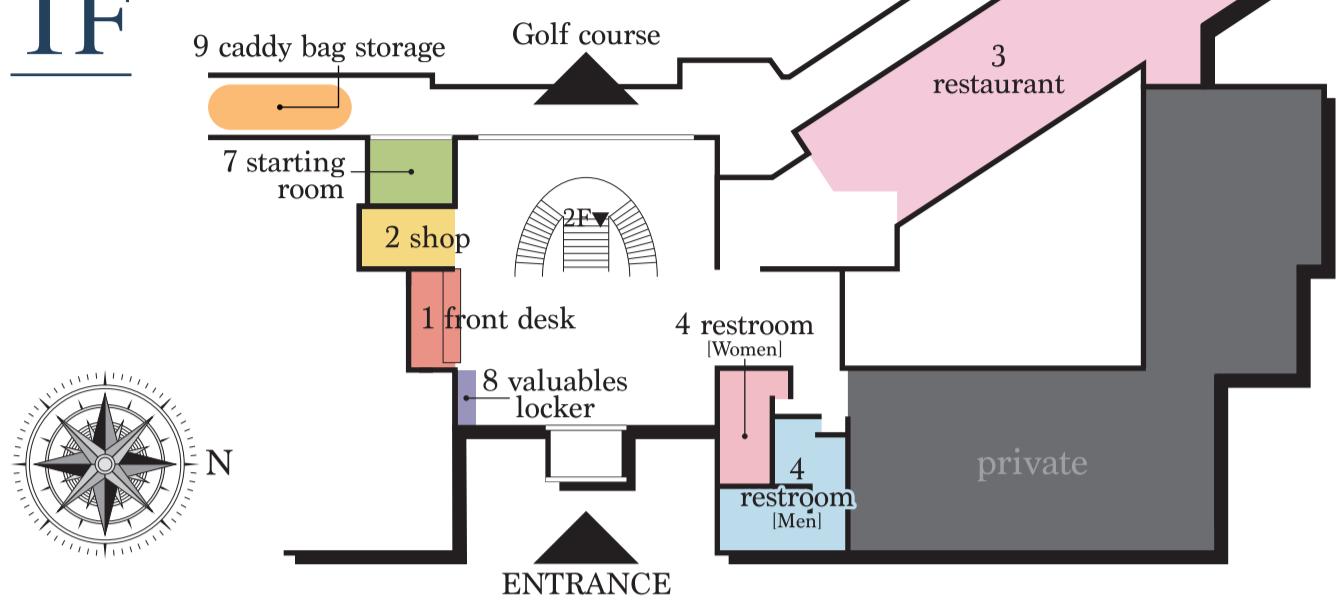 1F
9 caddy bag storage
Golf course
3
restaurant
7 starting
room
2F▼
2 shop
1 front desk
4 restroom
[Women]
8 valuables
locker
N
private
4
restroom
[Men]
ENTRANCE